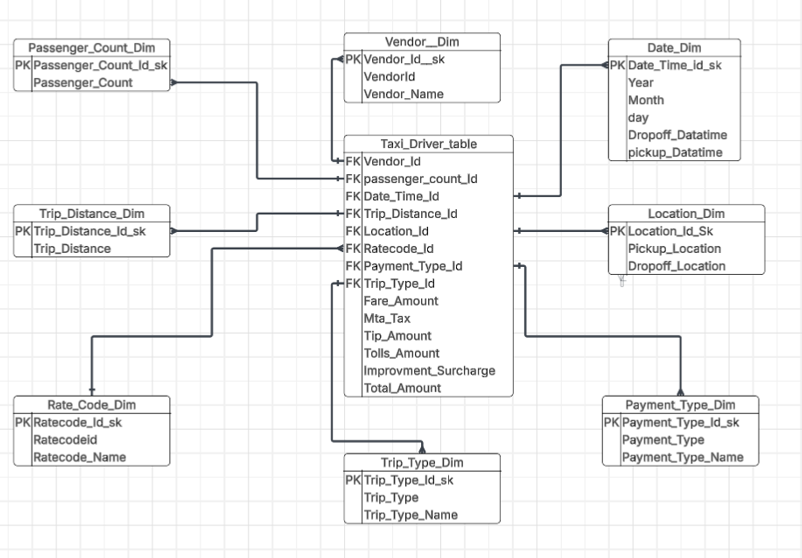 Passenger_Count_Dim
PK Passenger_Count_Id_sk
Passenger_Count
Vendor__Dim
PK Vendor_Id__sk
VendorId
Vendor_Name
Date_Dim
PK Date_Time_id_sk
Year
Month
day
Dropoff_Datatime
pickup_Datatime
Taxi_Driver_table
FK Vendor_Id
FK passenger_count_Id
FK Date_Time_Id
FK Trip_Distance_Id
FK Location_Id
FK Ratecode_Id
FK Payment_Type_Id
FK Trip_Type_Id
Fare_Amount
Mta_Tax
Tip_Amount
Tolls_Amount
Improvment_Surcharge
Total_Amount
Trip_Distance_Dim
PK Trip_Distance_Id_sk
Trip_Distance
Location_Dim
PK Location_Id_Sk
Pickup_Location
Dropoff_Location
Rate_Code_Dim
PK Ratecode_Id_sk
Ratecodeid
Ratecode_Name
Payment_Type_Dim
PK Payment_Type_Id_sk
Payment_Type
Payment_Type_Name
Trip_Type_Dim
PK Trip_Type_Id_sk
Trip_Type
Trip_Type_Name